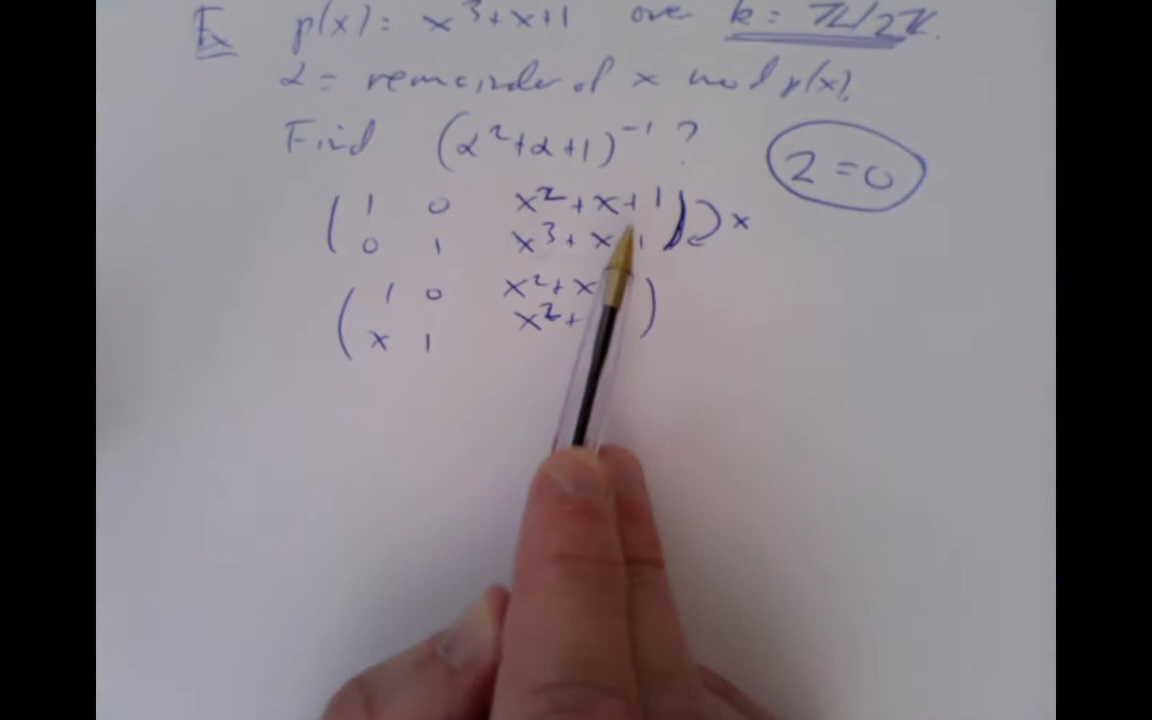 Ex p(x) = x³+x+1 over k = ℤ/2ℤ.
α = remainder of x mod p(x).
Find (α²+α+1)⁻¹ ?
2 = 0
( 1 0 x²+x+1
0 1 x³+x 1 ) x
( 1 0 x²+x
x 1 x²+ )